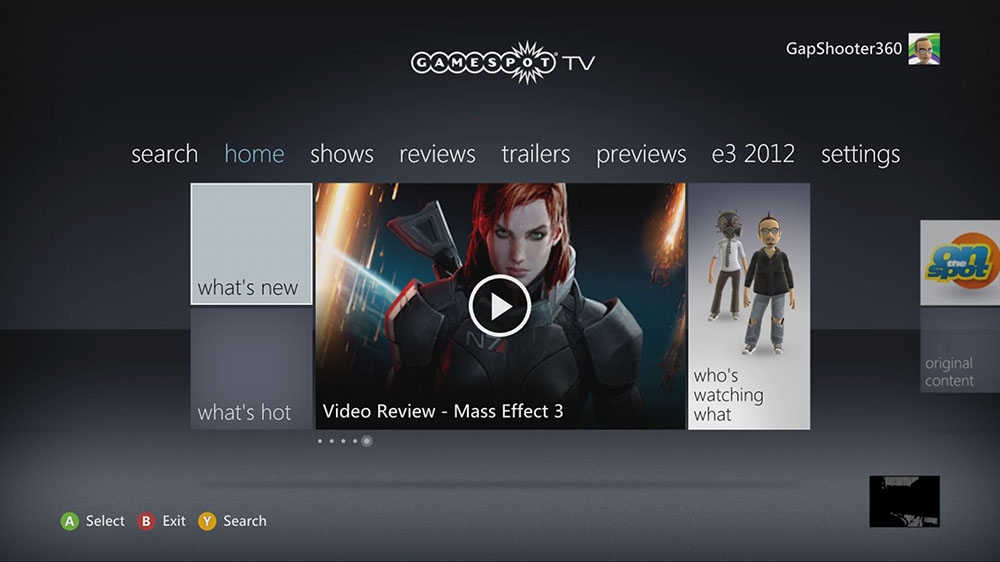 GAMESPOT TV
GapShooter360
search home shows reviews trailers previews e3 2012 settings
what's new
what's hot
N7
Video Review - Mass Effect 3
who's
watching
what
on
the
spot
original
content
A Select B Exit Y Search